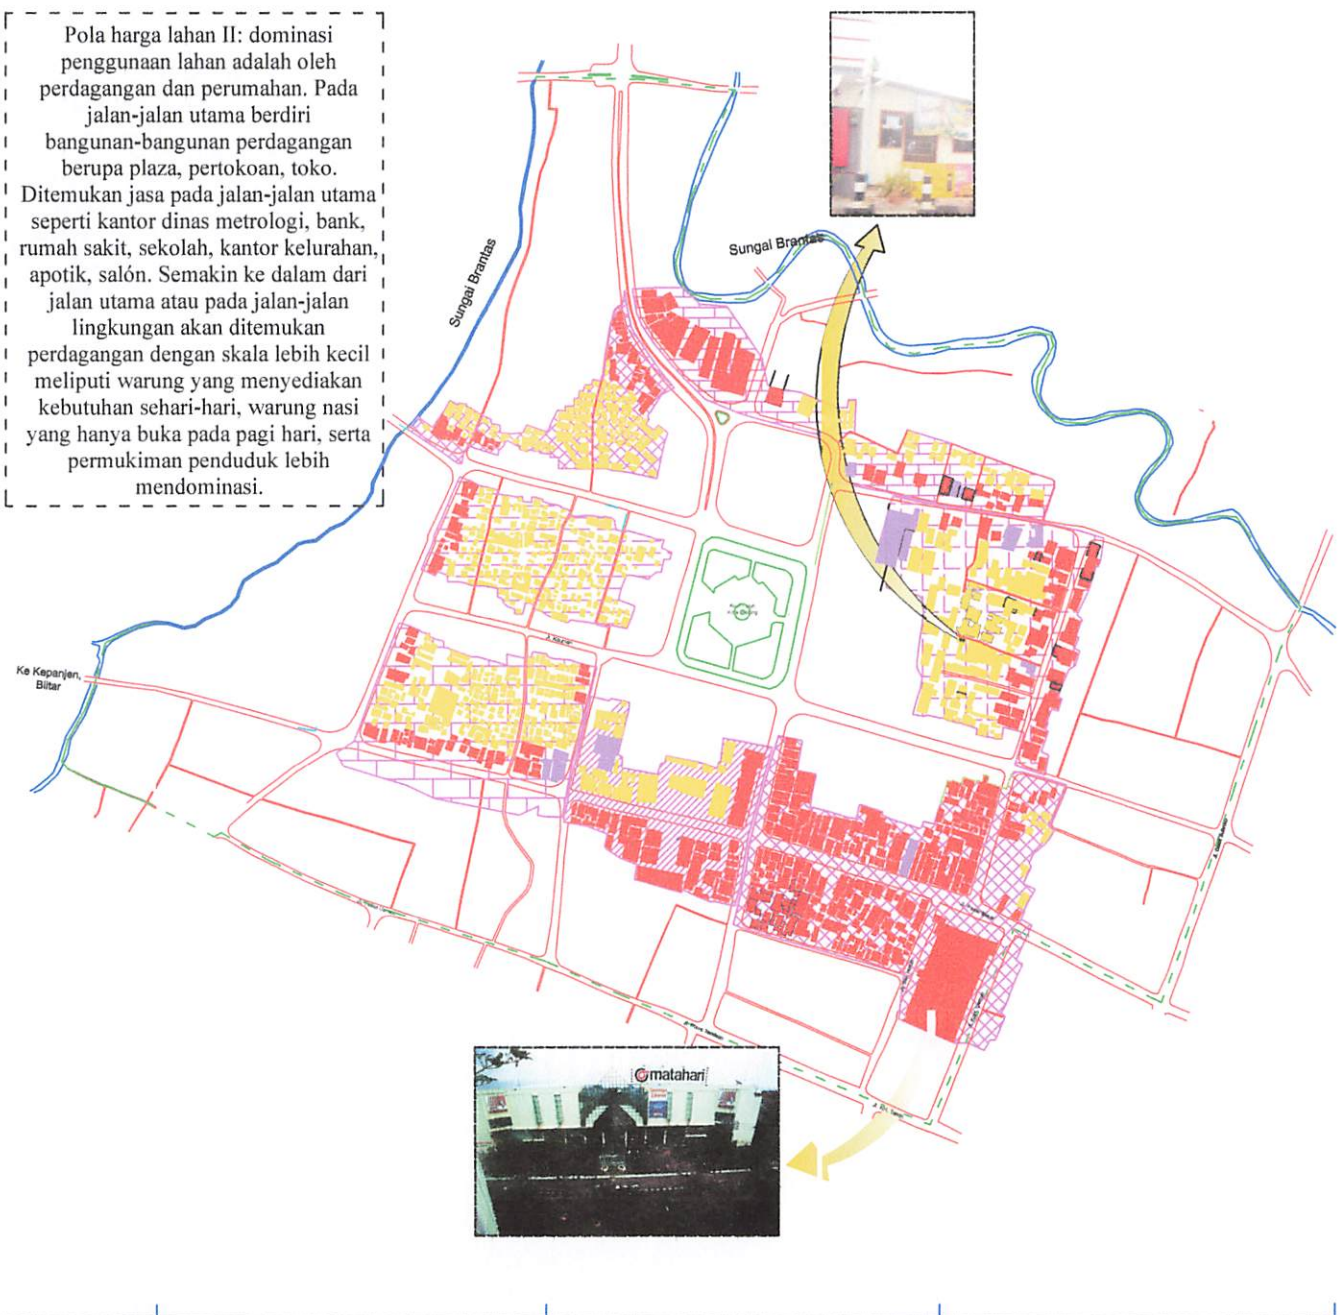 Pola harga lahan II: dominasi
penggunaan lahan adalah oleh
perdagangan dan perumahan. Pada
jalan-jalan utama berdiri
bangunan-bangunan perdagangan
berupa plaza, pertokoan, toko.
Ditemukan jasa pada jalan-jalan utama
seperti kantor dinas metrologi, bank,
rumah sakit, sekolah, kantor kelurahan,
apotik, salón. Semakin ke dalam dari
jalan utama atau pada jalan-jalan
lingkungan akan ditemukan
perdagangan dengan skala lebih kecil
meliputi warung yang menyediakan
kebutuhan sehari-hari, warung nasi
yang hanya buka pada pagi hari, serta
permukiman penduduk lebih
mendominasi.
Sungai Brantas
Sungai Brantas
Ke Kepanjen,
Blitar
matahari